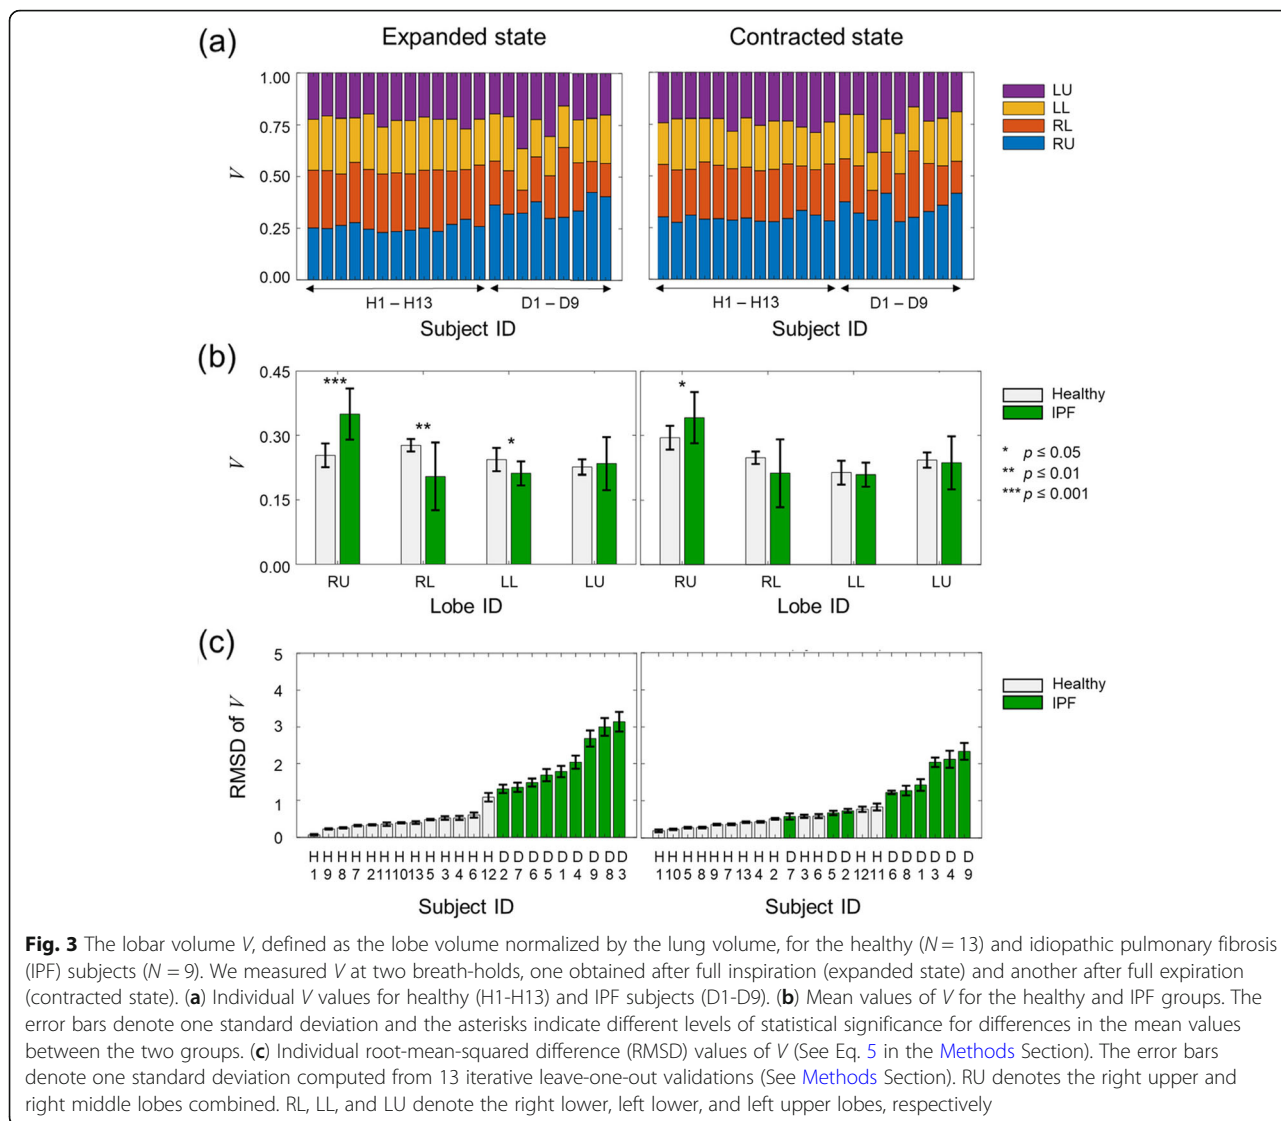 (a)
Expanded state
Contracted state
1.00
0.75
0.50
0.25
0.00
V
LU
LL
RL
RU
H1 – H13
D1 – D9
H1 – H13
D1 – D9
Subject ID
Subject ID
(b)
0.45
0.30
0.15
0.00
V
***
**
*
*
Healthy
IPF
* p ≤ 0.05
** p ≤ 0.01
*** p ≤ 0.001
RU RL LL LU
RU RL LL LU
Lobe ID
Lobe ID
(c)
5
4
3
2
1
0
RMSD of V
Healthy
IPF
H H H H H H H H H H H H H D D D D D D D D D
1 9 8 7 2 11 10 13 5 3 4 6 12 2 7 6 5 1 4 9 8 3
H H H H H H H H H D H H D D H H D D D D D D
1 10 5 8 9 7 13 4 2 7 3 6 5 2 12 11 6 8 1 3 4 9
Subject ID
Subject ID
Fig. 3 The lobar volume V, defined as the lobe volume normalized by the lung volume, for the healthy (N = 13) and idiopathic pulmonary fibrosis
(IPF) subjects (N = 9). We measured V at two breath-holds, one obtained after full inspiration (expanded state) and another after full expiration
(contracted state). (a) Individual V values for healthy (H1-H13) and IPF subjects (D1-D9). (b) Mean values of V for the healthy and IPF groups. The
error bars denote one standard deviation and the asterisks indicate different levels of statistical significance for differences in the mean values
between the two groups. (c) Individual root-mean-squared difference (RMSD) values of V (See Eq. 5 in the Methods Section). The error bars
denote one standard deviation computed from 13 iterative leave-one-out validations (See Methods Section). RU denotes the right upper and
right middle lobes combined. RL, LL, and LU denote the right lower, left lower, and left upper lobes, respectively